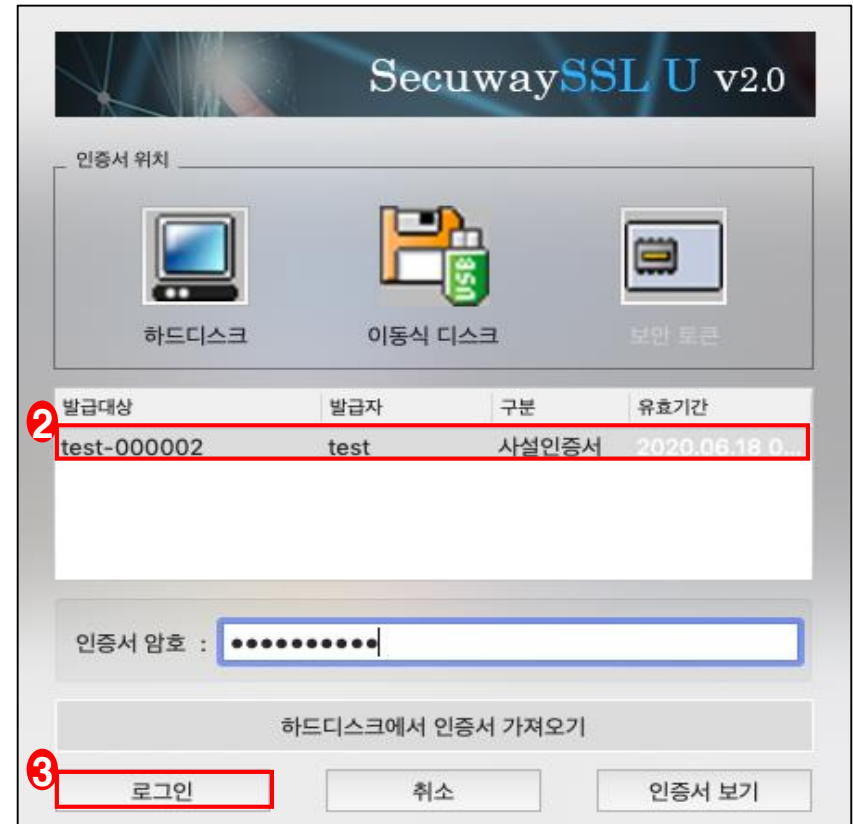 SecuwaySSL U v2.0
인증서 위치
USB
하드디스크 이동식 디스크 보안 토큰
발급대상 발급자 구분 유효기간
2
test-000002 test 사설인증서 2020.06.18 0...
인증서 암호 : ●●●●●●●●●●
하드디스크에서 인증서 가져오기
3
로그인 취소 인증서 보기